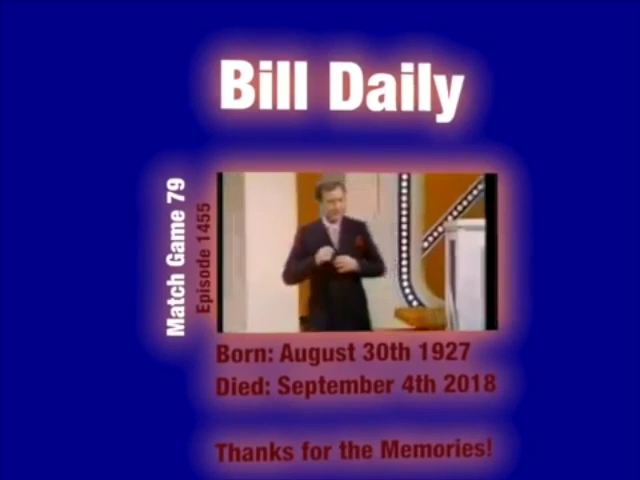 Bill Daily
Match Game 79
Episode 1455
Born: August 30th 1927
Died: September 4th 2018
Thanks for the Memories!